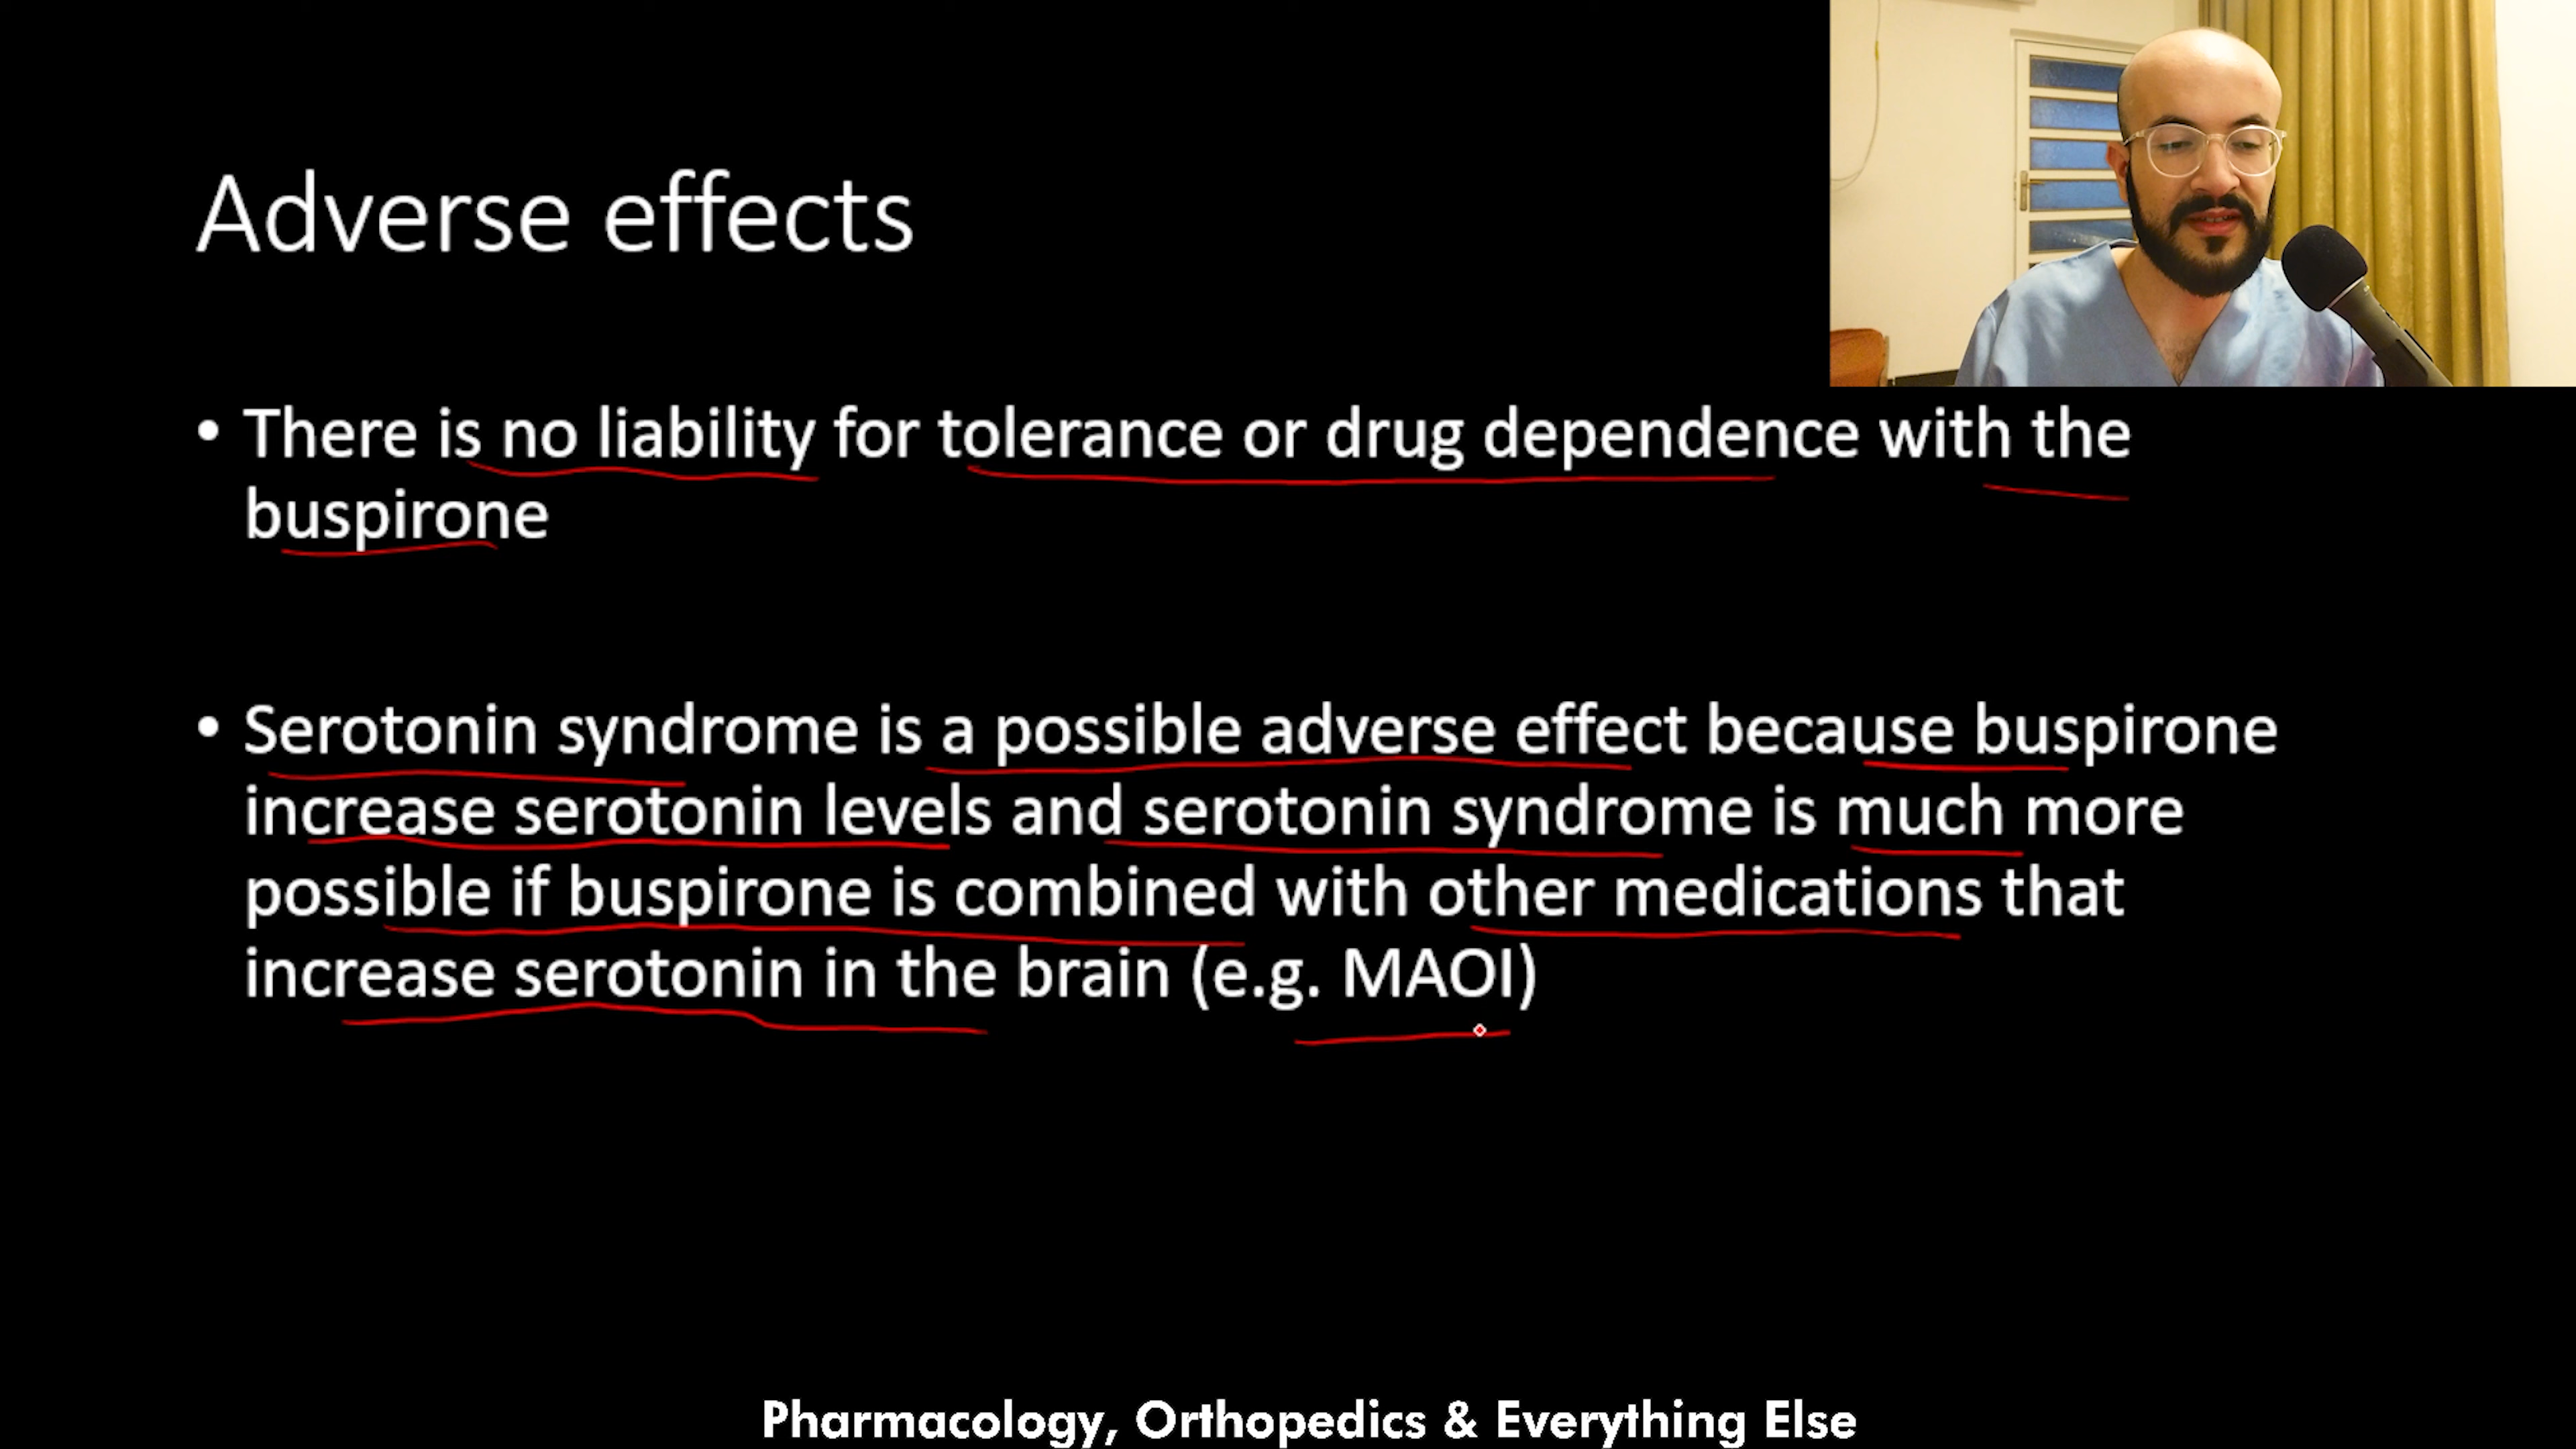 Adverse effects
• There is no liability for tolerance or drug dependence with the
buspirone
• Serotonin syndrome is a possible adverse effect because buspirone
increase serotonin levels and serotonin syndrome is much more
possible if buspirone is combined with other medications that
increase serotonin in the brain (e.g. MAOI)
Pharmacology, Orthopedics & Everything Else